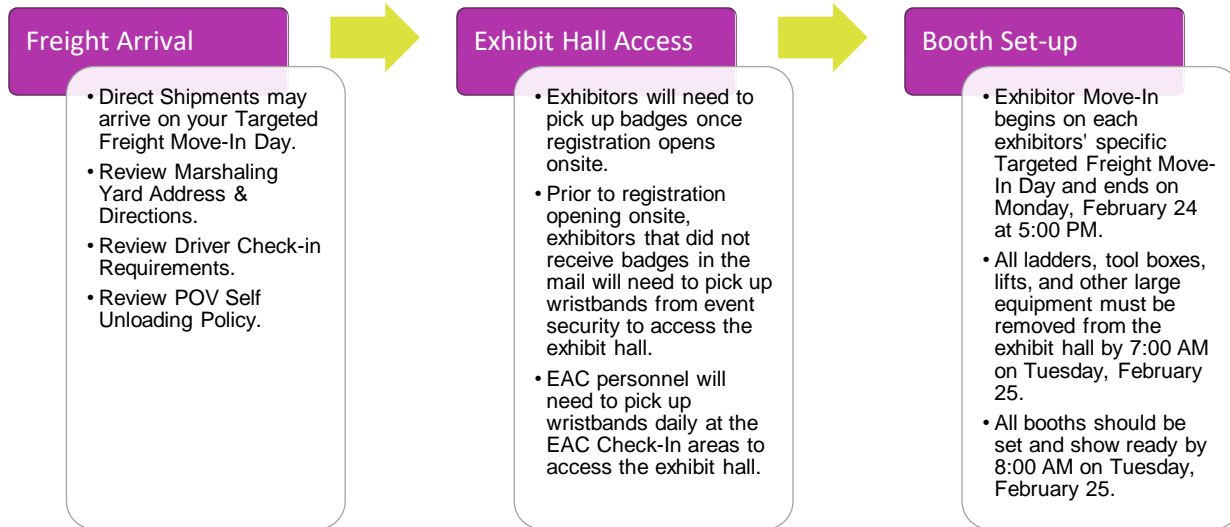 Freight Arrival
• Direct Shipments may
arrive on your Targeted
Freight Move-In Day.
• Review Marshaling
Yard Address &
Directions.
• Review Driver Check-in
Requirements.
• Review POV Self
Unloading Policy.
Exhibit Hall Access
• Exhibitors will need to
pick up badges once
registration opens
onsite.
• Prior to registration
opening onsite,
exhibitors that did not
receive badges in the
mail will need to pick up
wristbands from event
security to access the
exhibit hall.
• EAC personnel will
need to pick up
wristbands daily at the
EAC Check-In areas to
access the exhibit hall.
Booth Set-up
• Exhibitor Move-In
begins on each
exhibitors' specific
Targeted Freight Move-
In Day and ends on
Monday, February 24
at 5:00 PM.
• All ladders, tool boxes,
lifts, and other large
equipment must be
removed from the
exhibit hall by 7:00 AM
on Tuesday, February
25.
• All booths should be
set and show ready by
8:00 AM on Tuesday,
February 25.